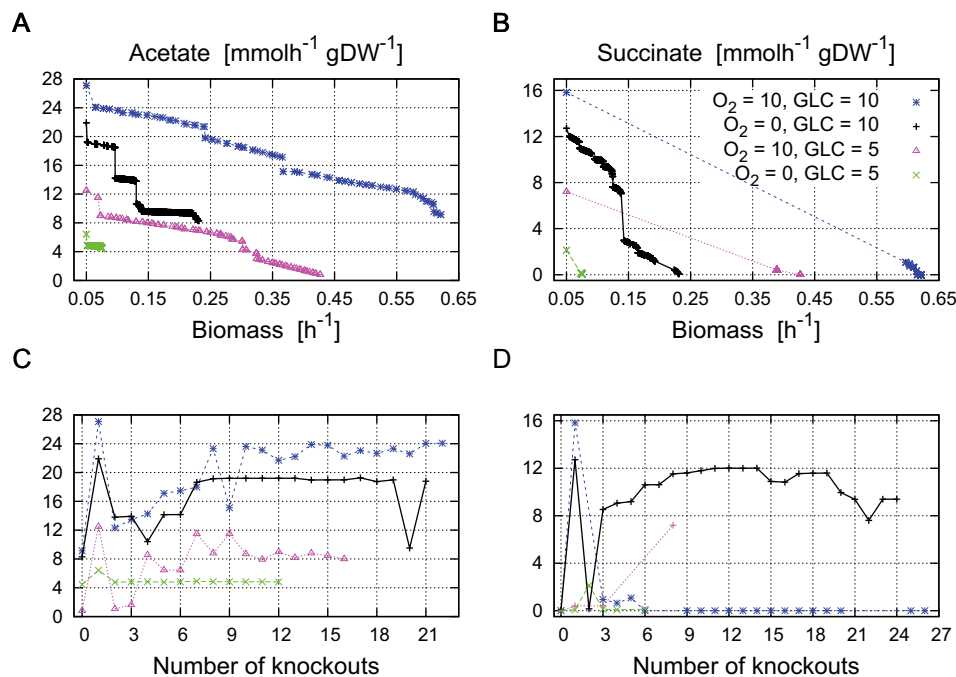 A
Acetate [mmolh⁻¹ gDW⁻¹]
28
24
20
16
12
8
4
0
0.05 0.15 0.25 0.35 0.45 0.55 0.65
Biomass [h⁻¹]
B
Succinate [mmolh⁻¹ gDW⁻¹]
O₂ = 10, GLC = 10
O₂ = 0, GLC = 10
O₂ = 10, GLC = 5
O₂ = 0, GLC = 5
16
12
8
4
0
0.05 0.15 0.25 0.35 0.45 0.55 0.65
Biomass [h⁻¹]
C
28
24
20
16
12
8
4
0
0 3 6 9 12 15 18 21
Number of knockouts
D
16
12
8
4
0
0 3 6 9 12 15 18 21 24 27
Number of knockouts